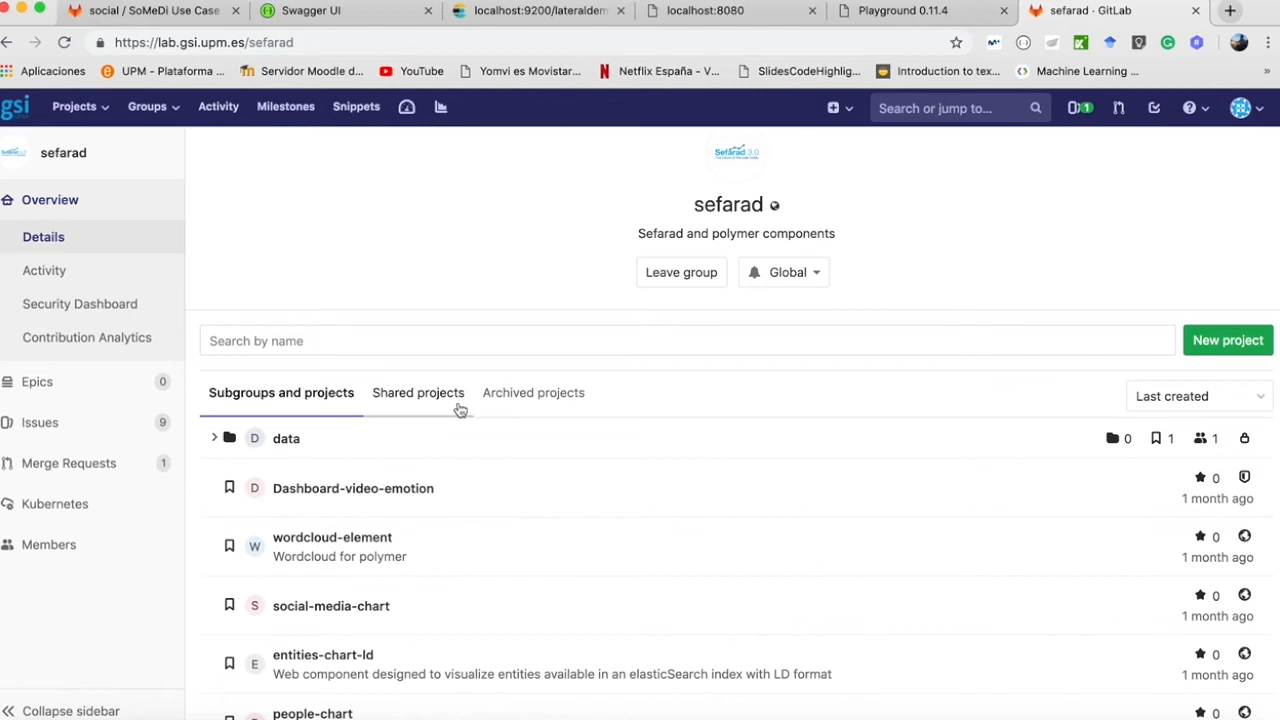 social / SoMeDi Use Case
Swagger UI
localhost:9200/lateraldem
localhost:8080
Playground 0.11.4
sefarad · GitLab
https://lab.gsi.upm.es/sefarad
Aplicaciones
UPM - Plataforma ...
Servidor Moodle d...
YouTube
Yomvi es Movistar...
Netflix España - V...
SlidesCodeHighlig...
Introduction to tex...
Machine Learning ...
»
gsi
Projects
Groups
Activity
Milestones
Snippets
Search or jump to...
1
sefarad
Overview
Details
Activity
Security Dashboard
Contribution Analytics
Epics 0
Issues 9
Merge Requests 1
Kubernetes
Members
Collapse sidebar
Sefarad 3.0
sefarad
Sefarad and polymer components
Leave group
Global
Search by name
New project
Subgroups and projects
Shared projects
Archived projects
Last created
D data 0 1 1
D Dashboard-video-emotion 0
1 month ago
W wordcloud-element 0
Wordcloud for polymer 1 month ago
S social-media-chart 0
1 month ago
E entities-chart-ld 0
Web component designed to visualize entities available in an elasticSearch index with LD format 1 month ago
people-chart 0